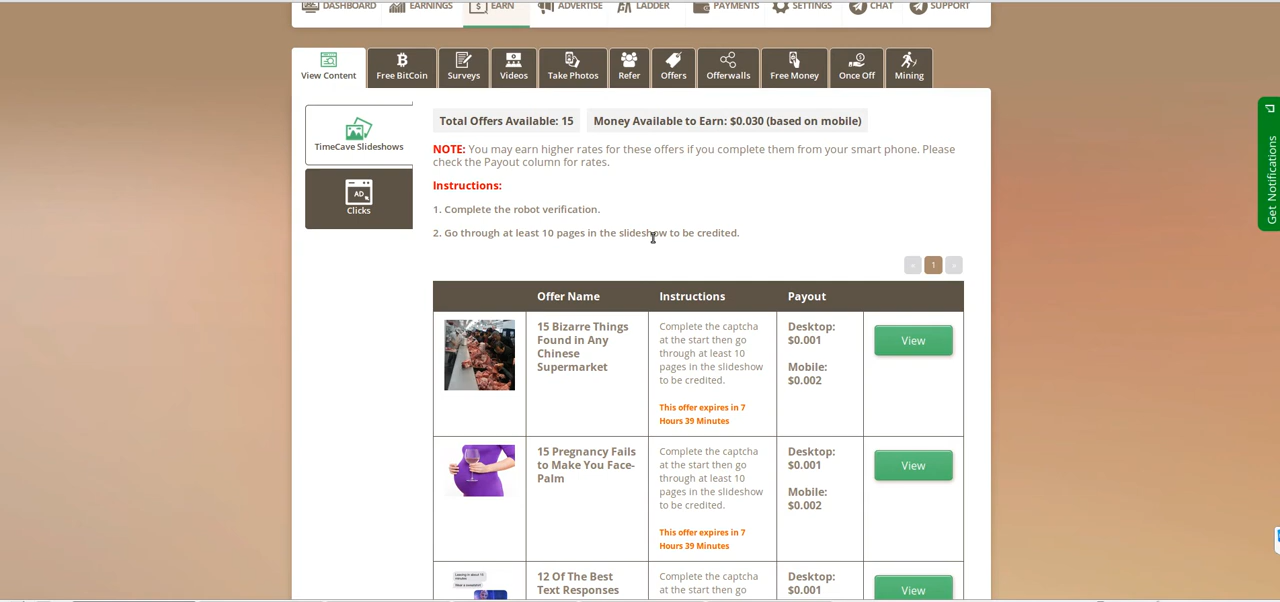 DASHBOARD EARNINGS EARN ADVERTISE LADDER PAYMENTS SETTINGS CHAT SUPPORT
View Content Free BitCoin Surveys Videos Take Photos Refer Offers Offerwalls Free Money Once Off Mining
TimeCave Slideshows
AD
Clicks
Total Offers Available: 15 Money Available to Earn: $0.030 (based on mobile)
NOTE: You may earn higher rates for these offers if you complete them from your smart phone. Please
check the Payout column for rates.
Instructions:
1. Complete the robot verification.
2. Go through at least 10 pages in the slideshow to be credited.
« 1 »
Offer Name Instructions Payout
15 Bizarre Things
Found in Any
Chinese
Supermarket
Complete the captcha
at the start then go
through at least 10
pages in the slideshow
to be credited.
This offer expires in 7
Hours 39 Minutes
Desktop:
$0.001
Mobile:
$0.002
View
15 Pregnancy Fails
to Make You Face-
Palm
Complete the captcha
at the start then go
through at least 10
pages in the slideshow
to be credited.
This offer expires in 7
Hours 39 Minutes
Desktop:
$0.001
Mobile:
$0.002
View
12 Of The Best
Text Responses
Complete the captcha
at the start then go
Desktop:
$0.001
View
Get Notifications